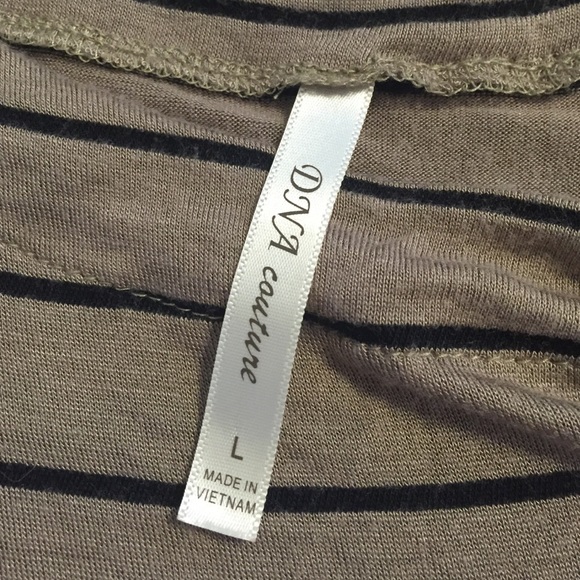 DNA couture
L
MADE IN
VIETNAM